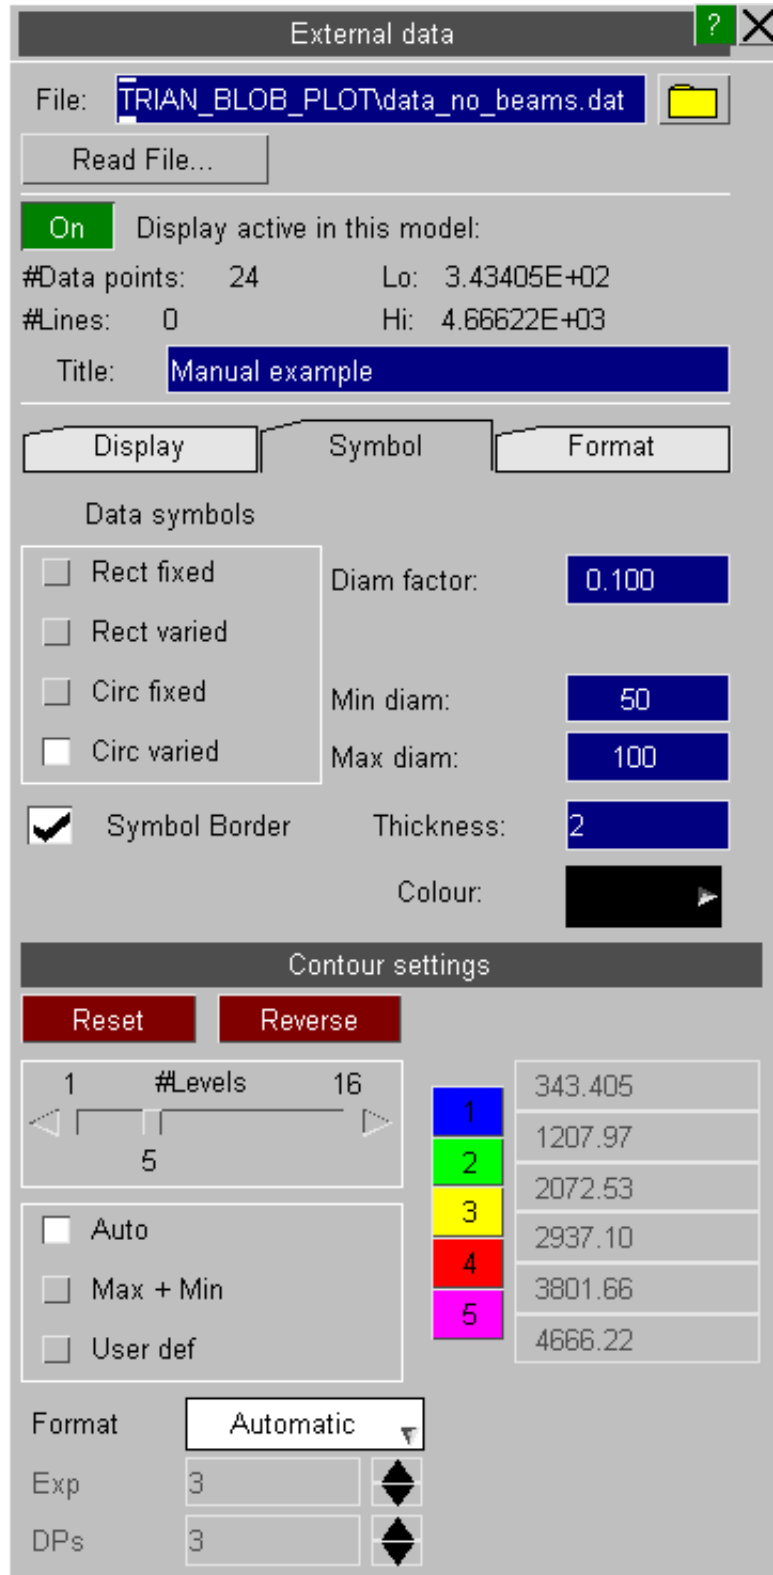 External data ?
File: TRIAN_BLOB_PLOT\data_no_beams.dat
Read File...
On Display active in this model:
#Data points: 24 Lo: 3.43405E+02
#Lines: 0 Hi: 4.66622E+03
Title: Manual example
Display Symbol Format
Data symbols
Rect fixed Diam factor: 0.100
Rect varied
Circ fixed Min diam: 50
Circ varied Max diam: 100
Symbol Border Thickness: 2
Colour:
Contour settings
Reset Reverse
1 #Levels 16
5
1
2
3
4
5
343.405
1207.97
2072.53
2937.10
3801.66
4666.22
Auto
Max + Min
User def
Format Automatic
Exp 3
DPs 3